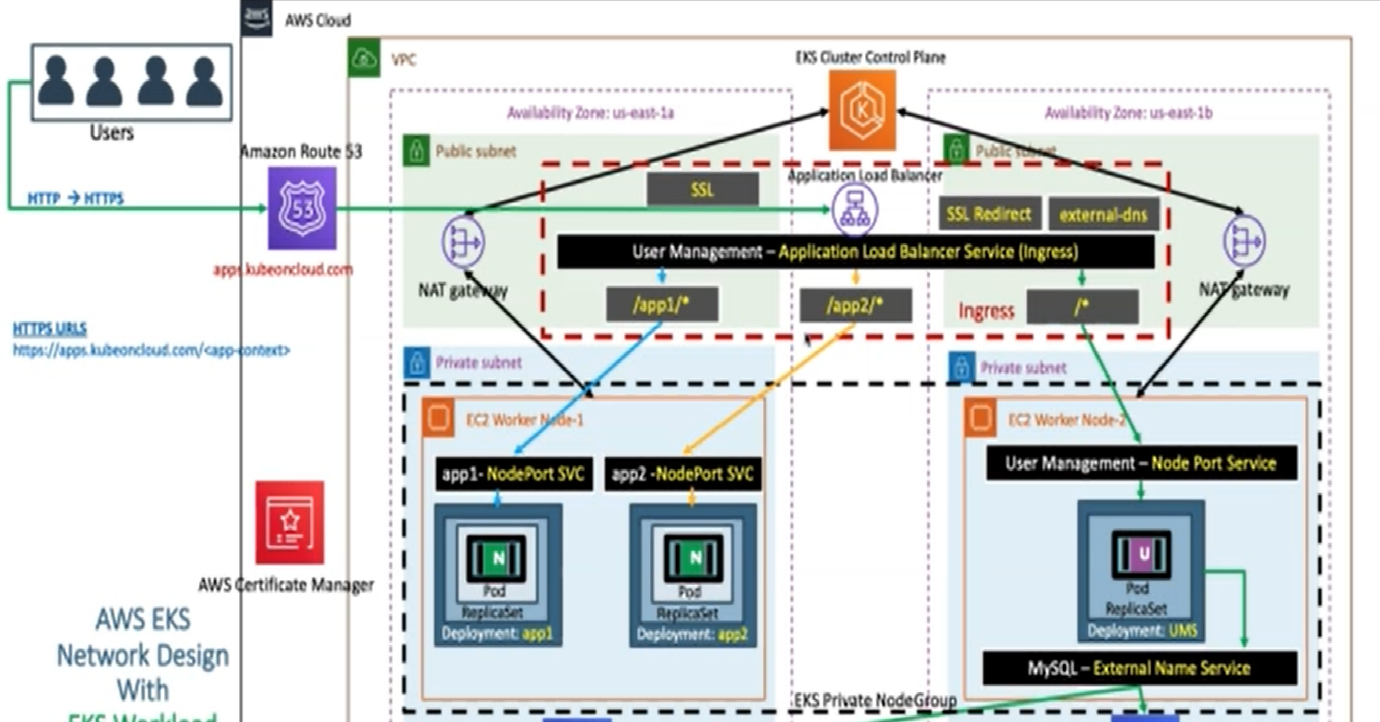 aws
AWS Cloud
VPC
EKS Cluster Control Plane
Availability Zone: us-east-1a
Availability Zone: us-east-1b
Users
Amazon Route 53
Public subnet
Public subnet
Application Load Balancer
HTTP → HTTPS
53
SSL
SSL Redirect
external-dns
User Management – Application Load Balancer Service (Ingress)
apps.kubeoncloud.com
NAT gateway
NAT gateway
/app1/*
/app2/*
Ingress
/*
HTTPS URLS
https://apps.kubeoncloud.com/<app-context>
Private subnet
Private subnet
EC2 Worker Node-1
EC2 Worker Node-2
app1- NodePort SVC
app2 -NodePort SVC
User Management – Node Port Service
N
N
U
Pod
Pod
Pod
ReplicaSet
ReplicaSet
ReplicaSet
Deployment: app1
Deployment: app2
Deployment: UMS
AWS Certificate Manager
MySQL – External Name Service
EKS Private NodeGroup
AWS EKS
Network Design
With
EKS Workload